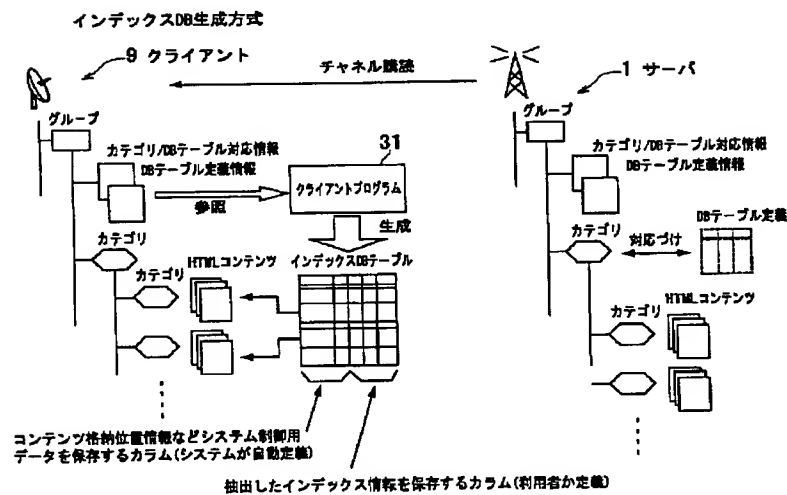 インデックスDB生成方式
9 クライアント
チャネル購読
1 サーバ
グループ
カテゴリ/DBテーブル対応情報
DBテーブル定義情報
参照
31
クライアントプログラム
生成
カテゴリ
カテゴリ
HTMLコンテンツ
インデックスDBテーブル
グループ
カテゴリ/DBテーブル対応情報
DBテーブル定義情報
カテゴリ
対応づけ
DBテーブル定義
カテゴリ
HTMLコンテンツ
コンテンツ格納位置情報などシステム制御用
データを保存するカラム(システムが自動定義)
抽出したインデックス情報を保存するカラム(利用者が定義)